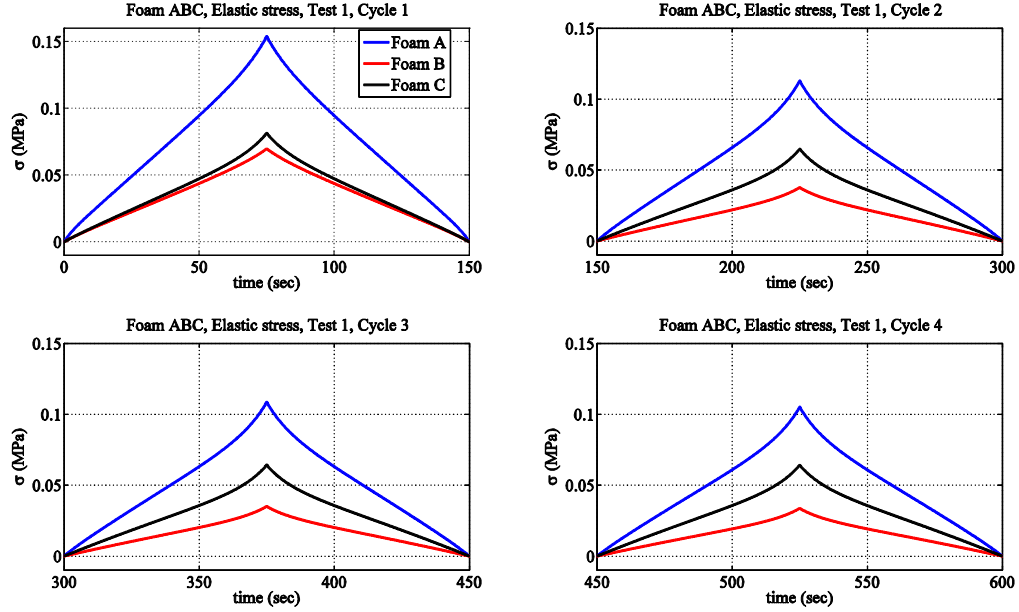 Foam ABC, Elastic stress, Test 1, Cycle 1
0.15
0.1
0.05
0
σ (MPa)
Foam A
Foam B
Foam C
0
50
100
150
time (sec)
Foam ABC, Elastic stress, Test 1, Cycle 2
0.15
0.1
0.05
0
σ (MPa)
150
200
250
300
time (sec)
Foam ABC, Elastic stress, Test 1, Cycle 3
0.15
0.1
0.05
0
σ (MPa)
300
350
400
450
time (sec)
Foam ABC, Elastic stress, Test 1, Cycle 4
0.15
0.1
0.05
0
σ (MPa)
450
500
550
600
time (sec)